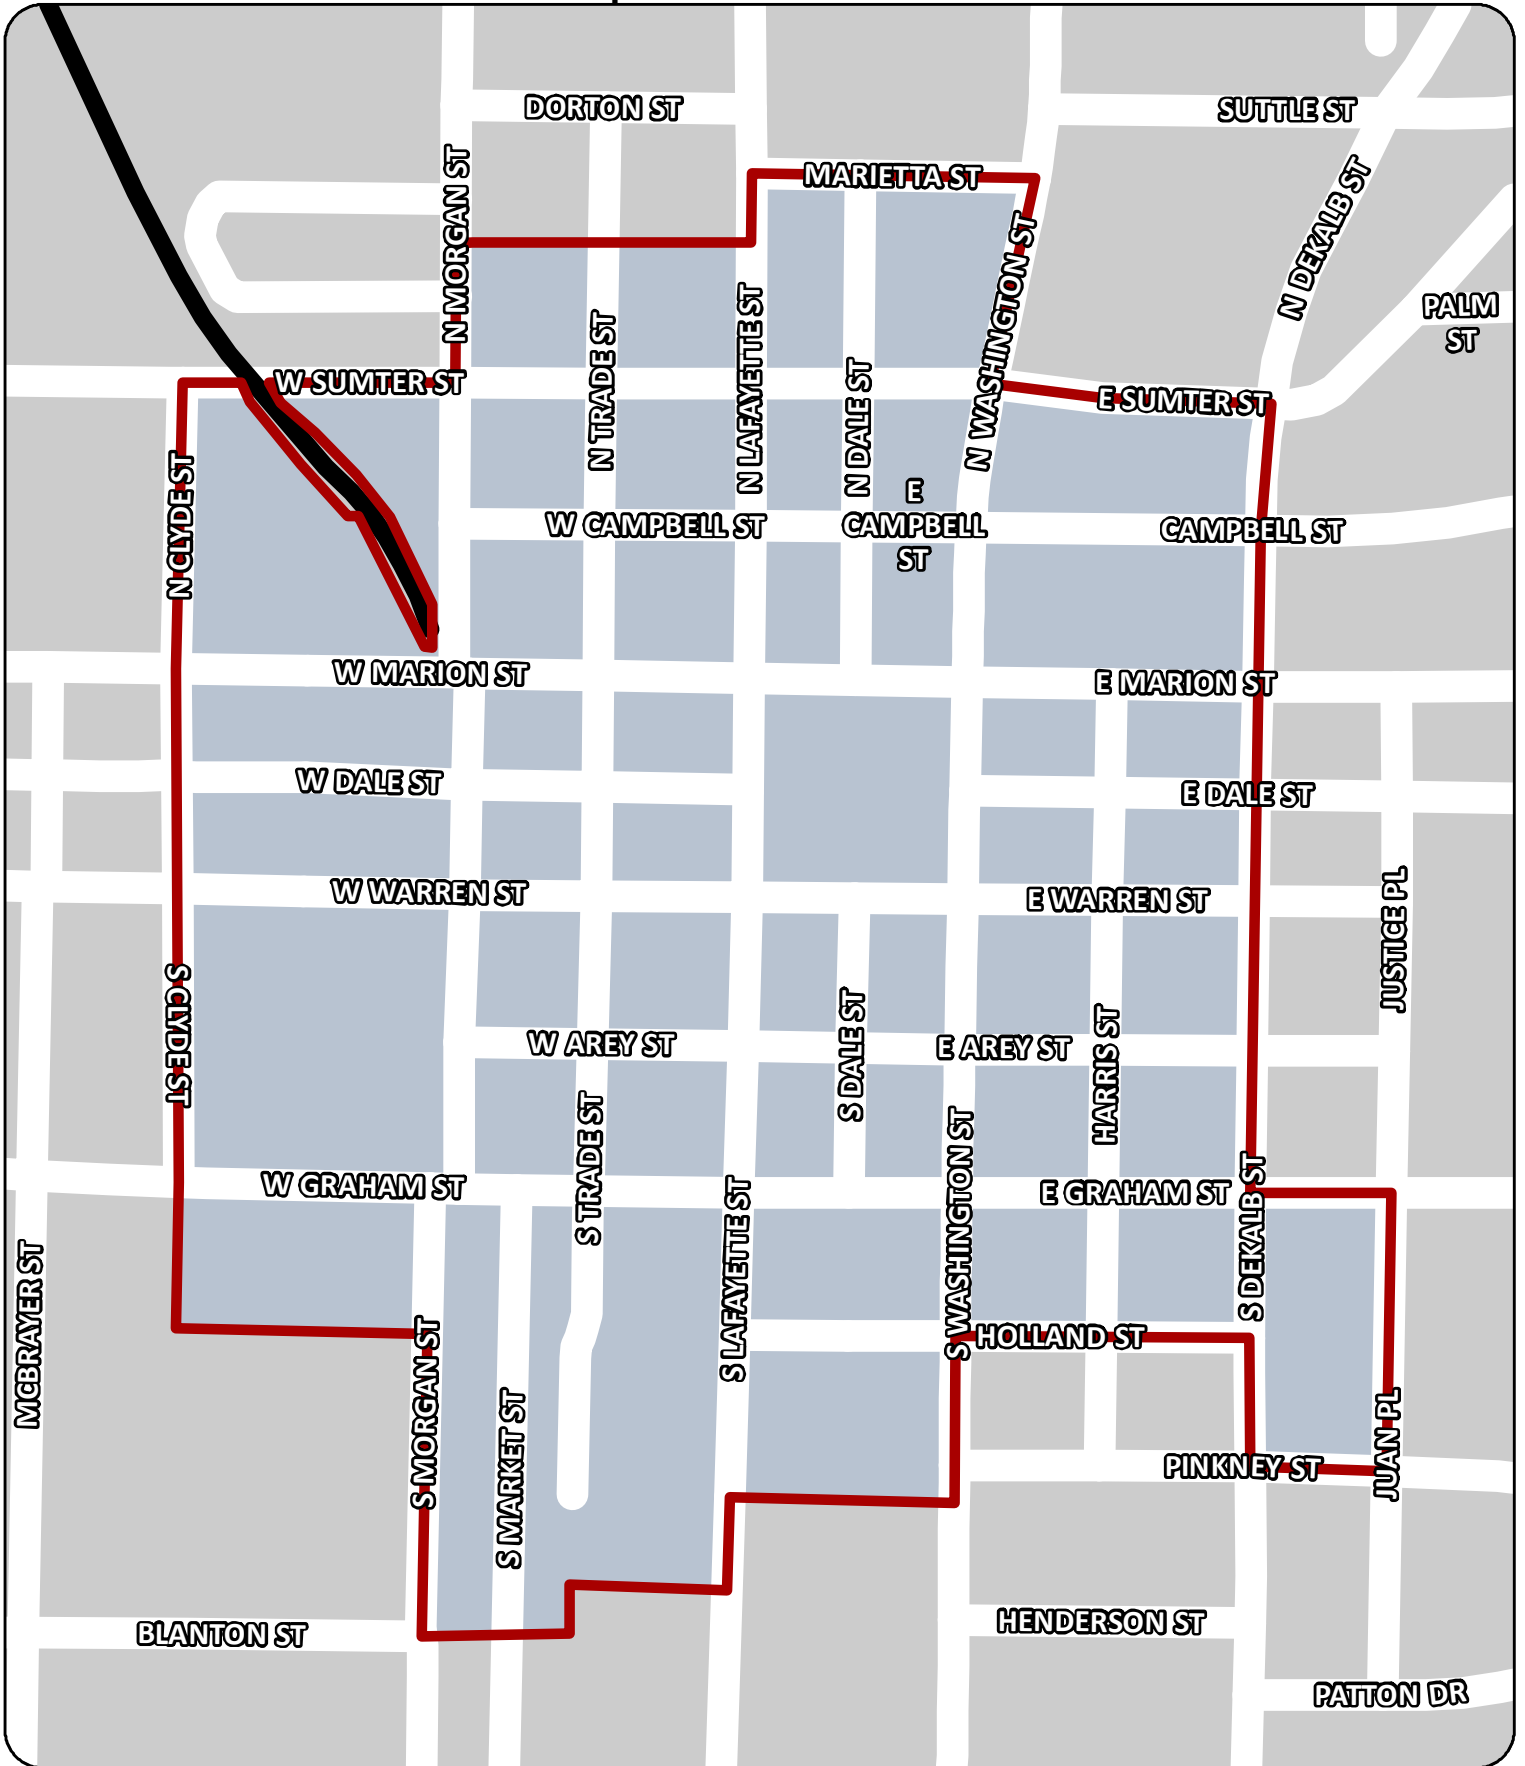 DORTON ST
SUTTLE ST
MARIETTA ST
N MORGAN ST
N DEKALB ST
N WASHINGTON ST
PALM
ST
N LAFAYETTE ST
N TRADE ST
W SUMTER ST
N DALE ST
E SUMTER ST
N CLYDE ST
W CAMPBELL ST
E
CAMPBELL
ST
CAMPBELL ST
W MARION ST
E MARION ST
W DALE ST
E DALE ST
W WARREN ST
E WARREN ST
JUSTICE PL
S CLYDE ST
W AREY ST
S DALE ST
E AREY ST
HARRIS ST
S TRADE ST
S WASHINGTON ST
W GRAHAM ST
E GRAHAM ST
S DEKALB ST
S LAFAYETTE ST
MCBRAYER ST
S MORGAN ST
HOLLAND ST
S MARKET ST
JUAN PL
PINKNEY ST
BLANTON ST
HENDERSON ST
PATTON DR